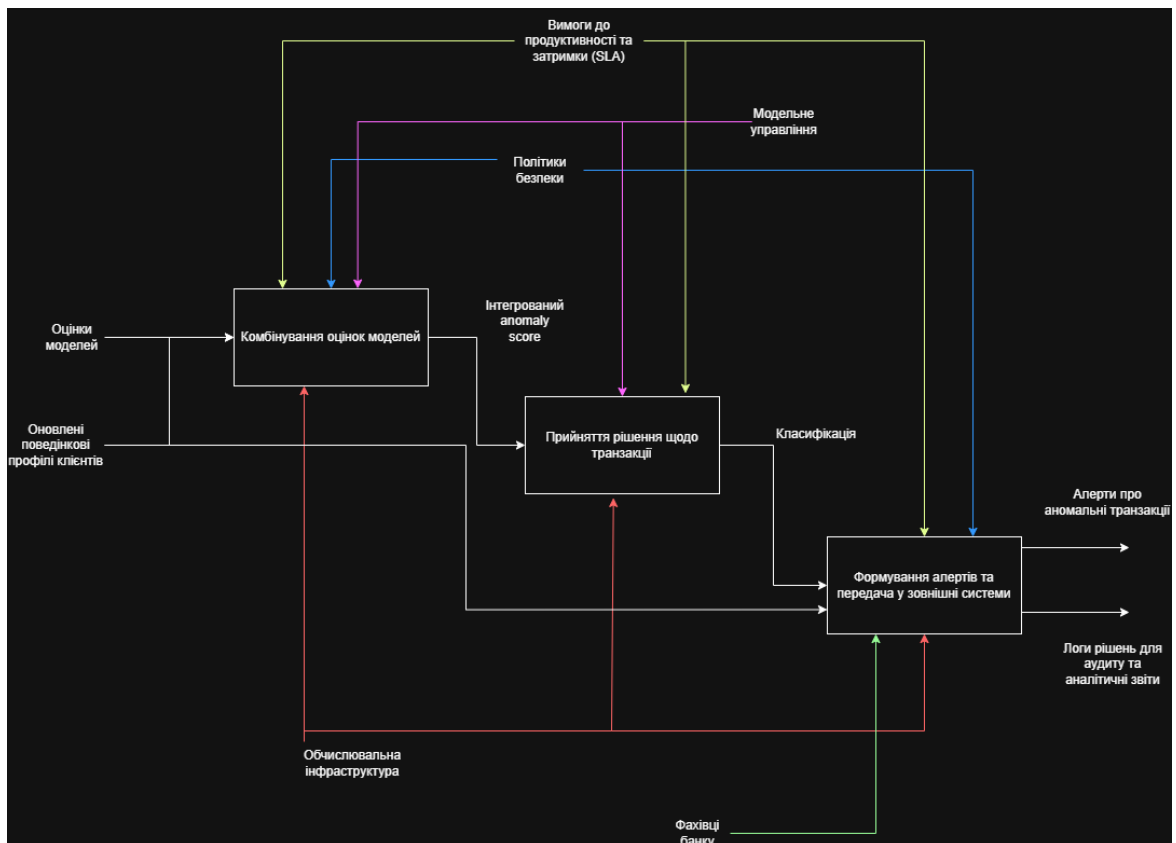 Вимоги до
продуктивності та
затримки (SLA)
Модельне
управління
Політики
безпеки
Інтегрований
anomaly
score
Оцінки
моделей
Комбінування оцінок моделей
Оновлені
поведінкові
профілі клієнтів
Прийняття рішення щодо
транзакції
Класифікація
Алерти про
аномальні транзакції
Формування алертів та
передача у зовнішні системи
Логи рішень для
аудиту та
аналітичні звіти
Обчислювальна
інфраструктура
Фахівці
банку